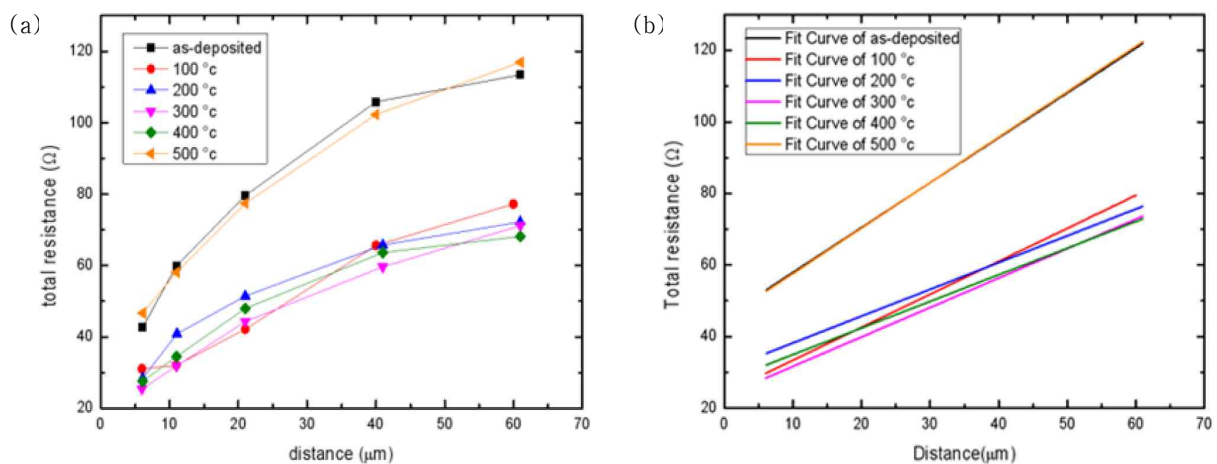 (a)
as-deposited
100 °c
200 °c
300 °c
400 °c
500 °c
total resistance (Ω)
120
100
80
60
40
20
0 10 20 30 40 50 60 70
distance (μm)
(b)
Fit Curve of as-deposited
Fit Curve of 100 °c
Fit Curve of 200 °c
Fit Curve of 300 °c
Fit Curve of 400 °c
Fit Curve of 500 °c
Total resistance (Ω)
120
100
80
60
40
20
0 10 20 30 40 50 60 70
Distance(μm)